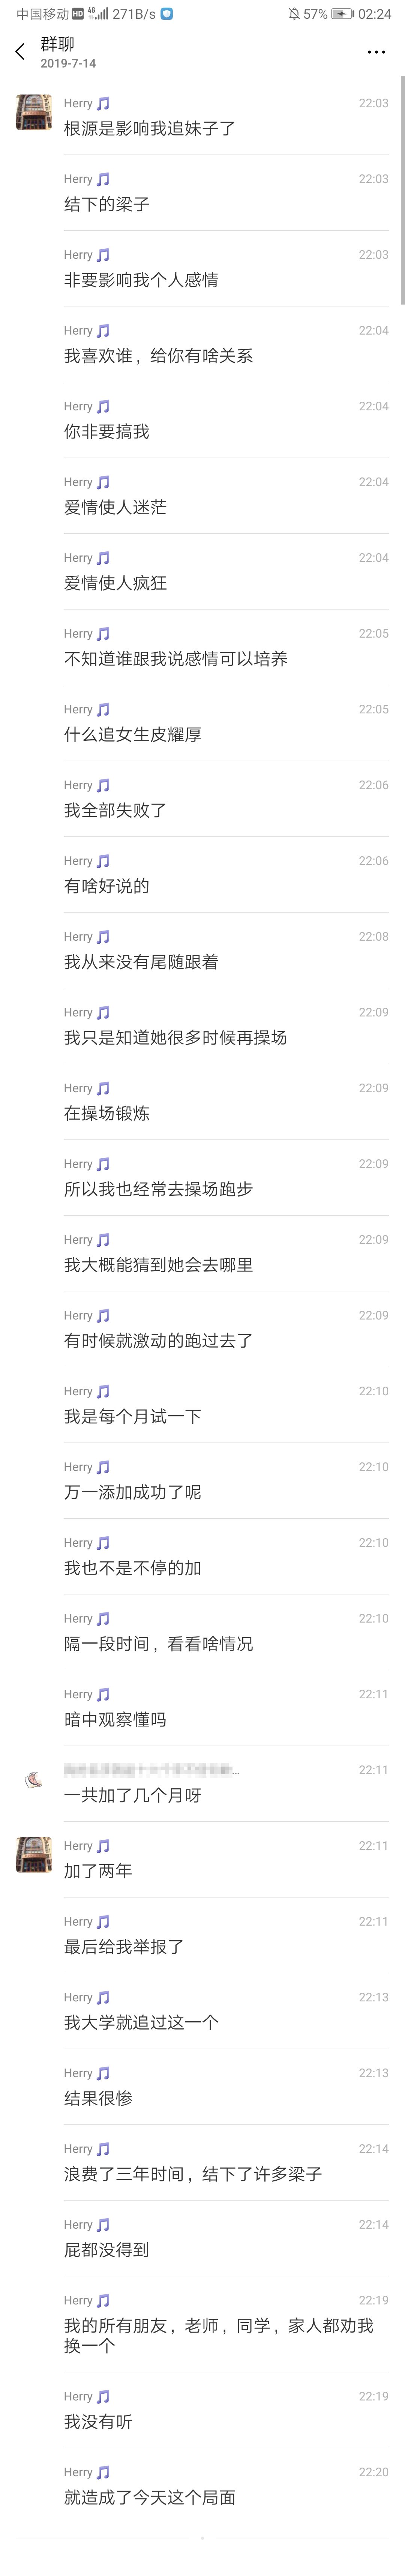 中国移动 HD 4G 271B/s 57% 02:24
群聊
2019-7-14
Herry 22:03
根源是影响我追妹子了
Herry 22:03
结下的梁子
Herry 22:03
非要影响我个人感情
Herry 22:04
我喜欢谁，给你有啥关系
Herry 22:04
你非要搞我
Herry 22:04
爱情使人迷茫
Herry 22:04
爱情使人疯狂
Herry 22:05
不知道谁跟我说感情可以培养
Herry 22:05
什么追女生皮耀厚
Herry 22:06
我全部失败了
Herry 22:06
有啥好说的
Herry 22:08
我从来没有尾随跟着
Herry 22:09
我只是知道她很多时候再操场
Herry 22:09
在操场锻炼
Herry 22:09
所以我也经常去操场跑步
Herry 22:09
我大概能猜到她会去哪里
Herry 22:09
有时候就激动的跑过去了
Herry 22:10
我是每个月试一下
Herry 22:10
万一添加成功了呢
Herry 22:10
我也不是不停的加
Herry 22:10
隔一段时间，看看啥情况
Herry 22:11
暗中观察懂吗
... 22:11
一共加了几个月呀
Herry 22:11
加了两年
Herry 22:11
最后给我举报了
Herry 22:13
我大学就追过这一个
Herry 22:13
结果很惨
Herry 22:14
浪费了三年时间，结下了许多梁子
Herry 22:14
屁都没得到
Herry 22:19
我的所有朋友，老师，同学，家人都劝我
换一个
Herry 22:19
我没有听
Herry 22:20
就造成了今天这个局面